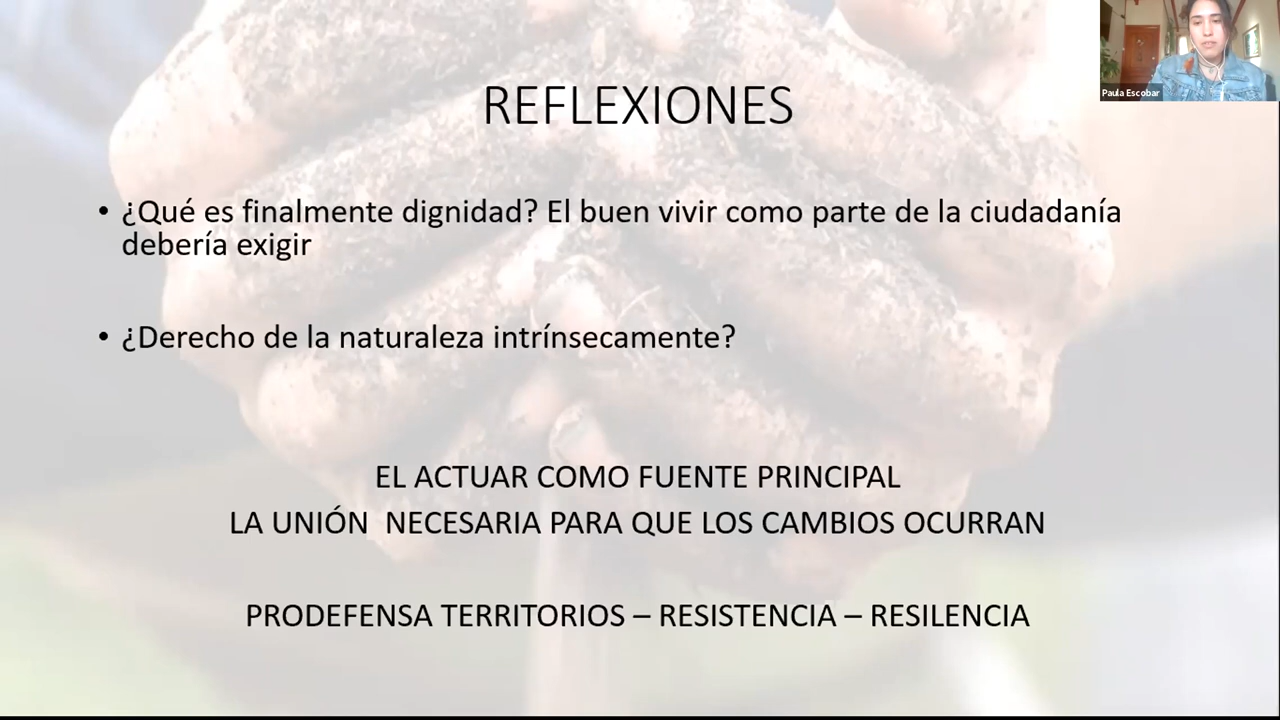 Paula Escobar
REFLEXIONES
• ¿Qué es finalmente dignidad? El buen vivir como parte de la ciudadanía
debería exigir
• ¿Derecho de la naturaleza intrínsecamente?
EL ACTUAR COMO FUENTE PRINCIPAL
LA UNIÓN  NECESARIA PARA QUE LOS CAMBIOS OCURRAN
PRODEFENSA TERRITORIOS – RESISTENCIA – RESILENCIA